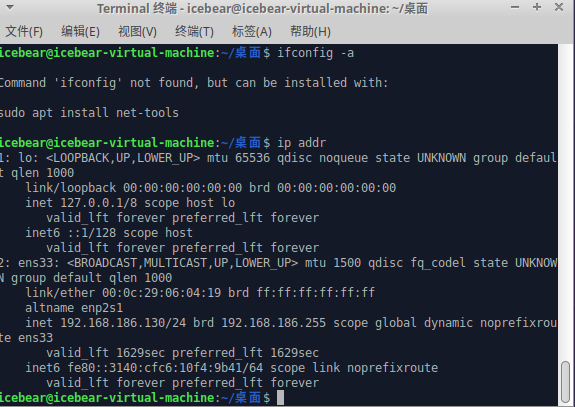 Terminal 终端 - icebear@icebear-virtual-machine: ~/桌面
文件(F) 编辑(E) 视图(V) 终端(T) 标签(A) 帮助(H)
icebear@icebear-virtual-machine:~/桌面$ ifconfig -a
Command 'ifconfig' not found, but can be installed with:
sudo apt install net-tools
icebear@icebear-virtual-machine:~/桌面$ ip addr
1: lo: <LOOPBACK,UP,LOWER_UP> mtu 65536 qdisc noqueue state UNKNOWN group defaul
t qlen 1000
link/loopback 00:00:00:00:00:00 brd 00:00:00:00:00:00
inet 127.0.0.1/8 scope host lo
valid_lft forever preferred_lft forever
inet6 ::1/128 scope host
valid_lft forever preferred_lft forever
2: ens33: <BROADCAST,MULTICAST,UP,LOWER_UP> mtu 1500 qdisc fq_codel state UNKNOW
N group default qlen 1000
link/ether 00:0c:29:06:04:19 brd ff:ff:ff:ff:ff:ff
altname enp2s1
inet 192.168.186.130/24 brd 192.168.186.255 scope global dynamic noprefixrou
te ens33
valid_lft 1629sec preferred_lft 1629sec
inet6 fe80::3140:cfc6:10f4:9b41/64 scope link noprefixroute
valid_lft forever preferred_lft forever
icebear@icebear-virtual-machine:~/桌面$